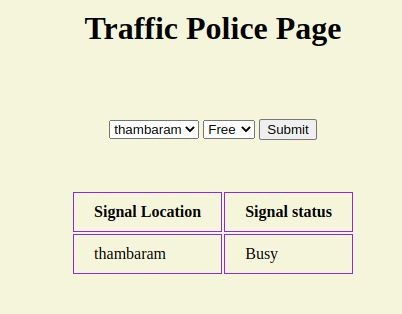 Traffic Police Page
thambaram Free Submit
Signal Location Signal status
thambaram Busy